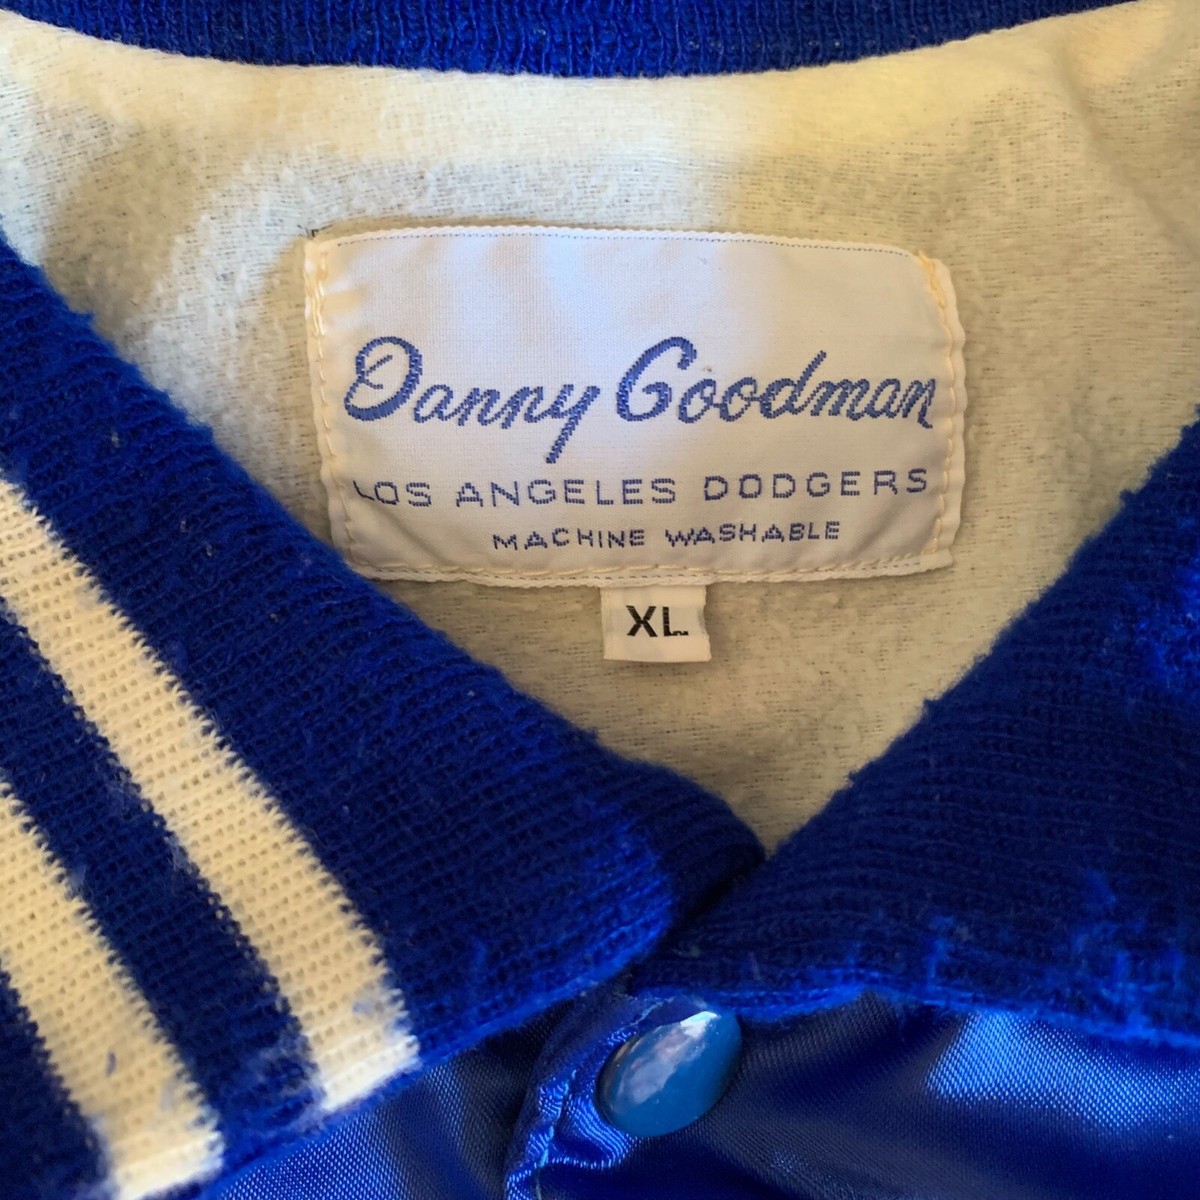 Danny Goodman
LOS ANGELES DODGERS
MACHINE WASHABLE
XL